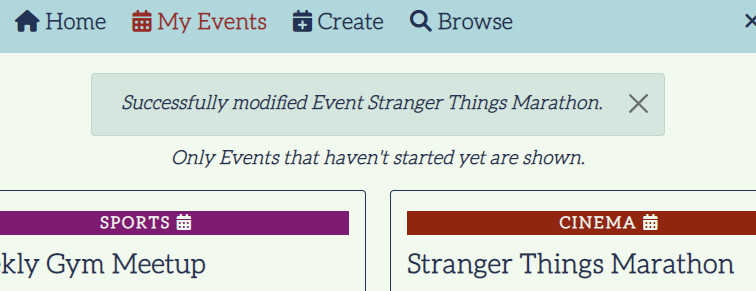 Home My Events Create Browse
Successfully modified Event Stranger Things Marathon.
Only Events that haven't started yet are shown.
SPORTS CINEMA
kly Gym Meetup Stranger Things Marathon